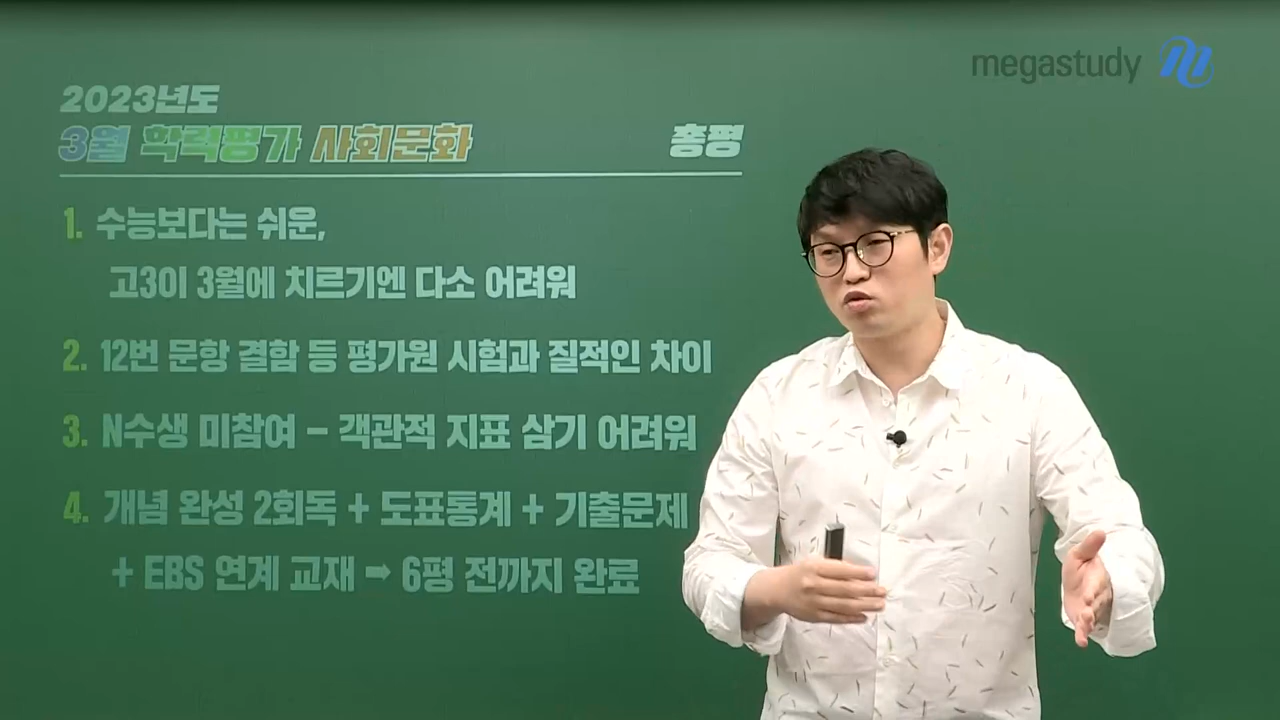 megastudy
2023년도
3월 학력평가 사회문화 총평
1. 수능보다는 쉬운,
고3이 3월에 치르기엔 다소 어려워
2. 12번 문항 결함 등 평가원 시험과 질적인 차이
3. N수생 미참여 - 객관적 지표 삼기 어려워
4. 개념 완성 2회독 + 도표통계 + 기출문제
+ EBS 연계 교재 ➡ 6평 전까지 완료